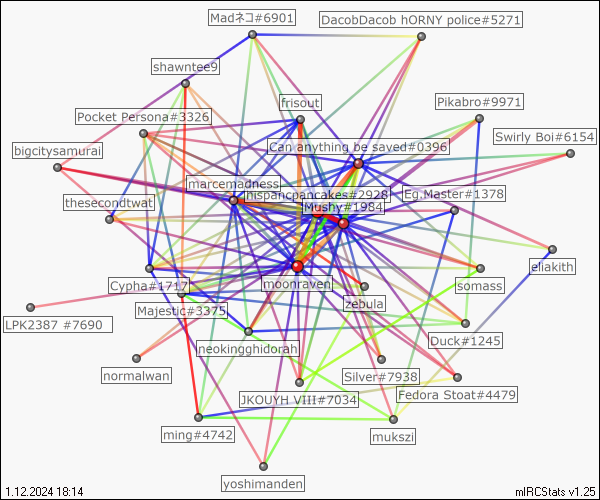 Madネコ#6901
DacobDacob hORNY police#5271
shawntee9
frisout
Pikabro#9971
Pocket Persona#3326
Swirly Boi#6154
Can anything be saved#0396
bigcitysamurai
marcemadness
hispanicpancakes#2928
Eg.Master#1378
thesecondtwat
Mushy#1984
eliakith
Cypha#1717
moonraven
somass
zebula
Majestic#3375
LPK2387 #7690
Duck#1245
neokingghidorah
normalwan
Silver#7938
Fedora Stoat#4479
JKOUYH VIII#7034
ming#4742
mukszi
yoshimanden
1.12.2024 18:14
mIRCStats v1.25